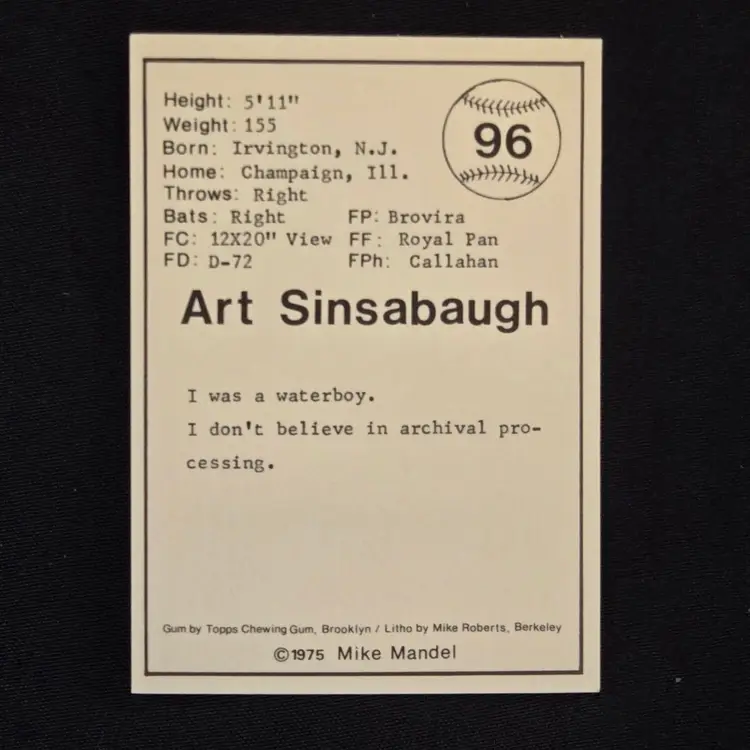 Height: 5'11"
96
Weight: 155
Born: Irvington, N.J.
Home: Champaign, Ill.
Throws: Right
Bats: Right FP: Brovira
FC: 12X20" View FF: Royal Pan
FD: D-72 FPh: Callahan
Art Sinsabaugh
I was a waterboy.
I don't believe in archival pro-
cessing.
Gum by Topps Chewing Gum, Brooklyn / Litho by Mike Roberts, Berkeley
©1975 Mike Mandel